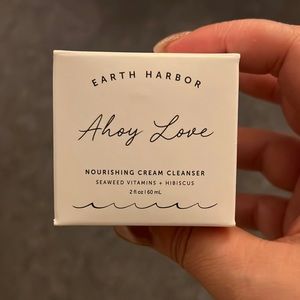 EARTH HARBOR
Ahoy Love
NOURISHING CREAM CLEANSER
SEAWEED VITAMINS + HIBISCUS
2 fl oz | 60 mL